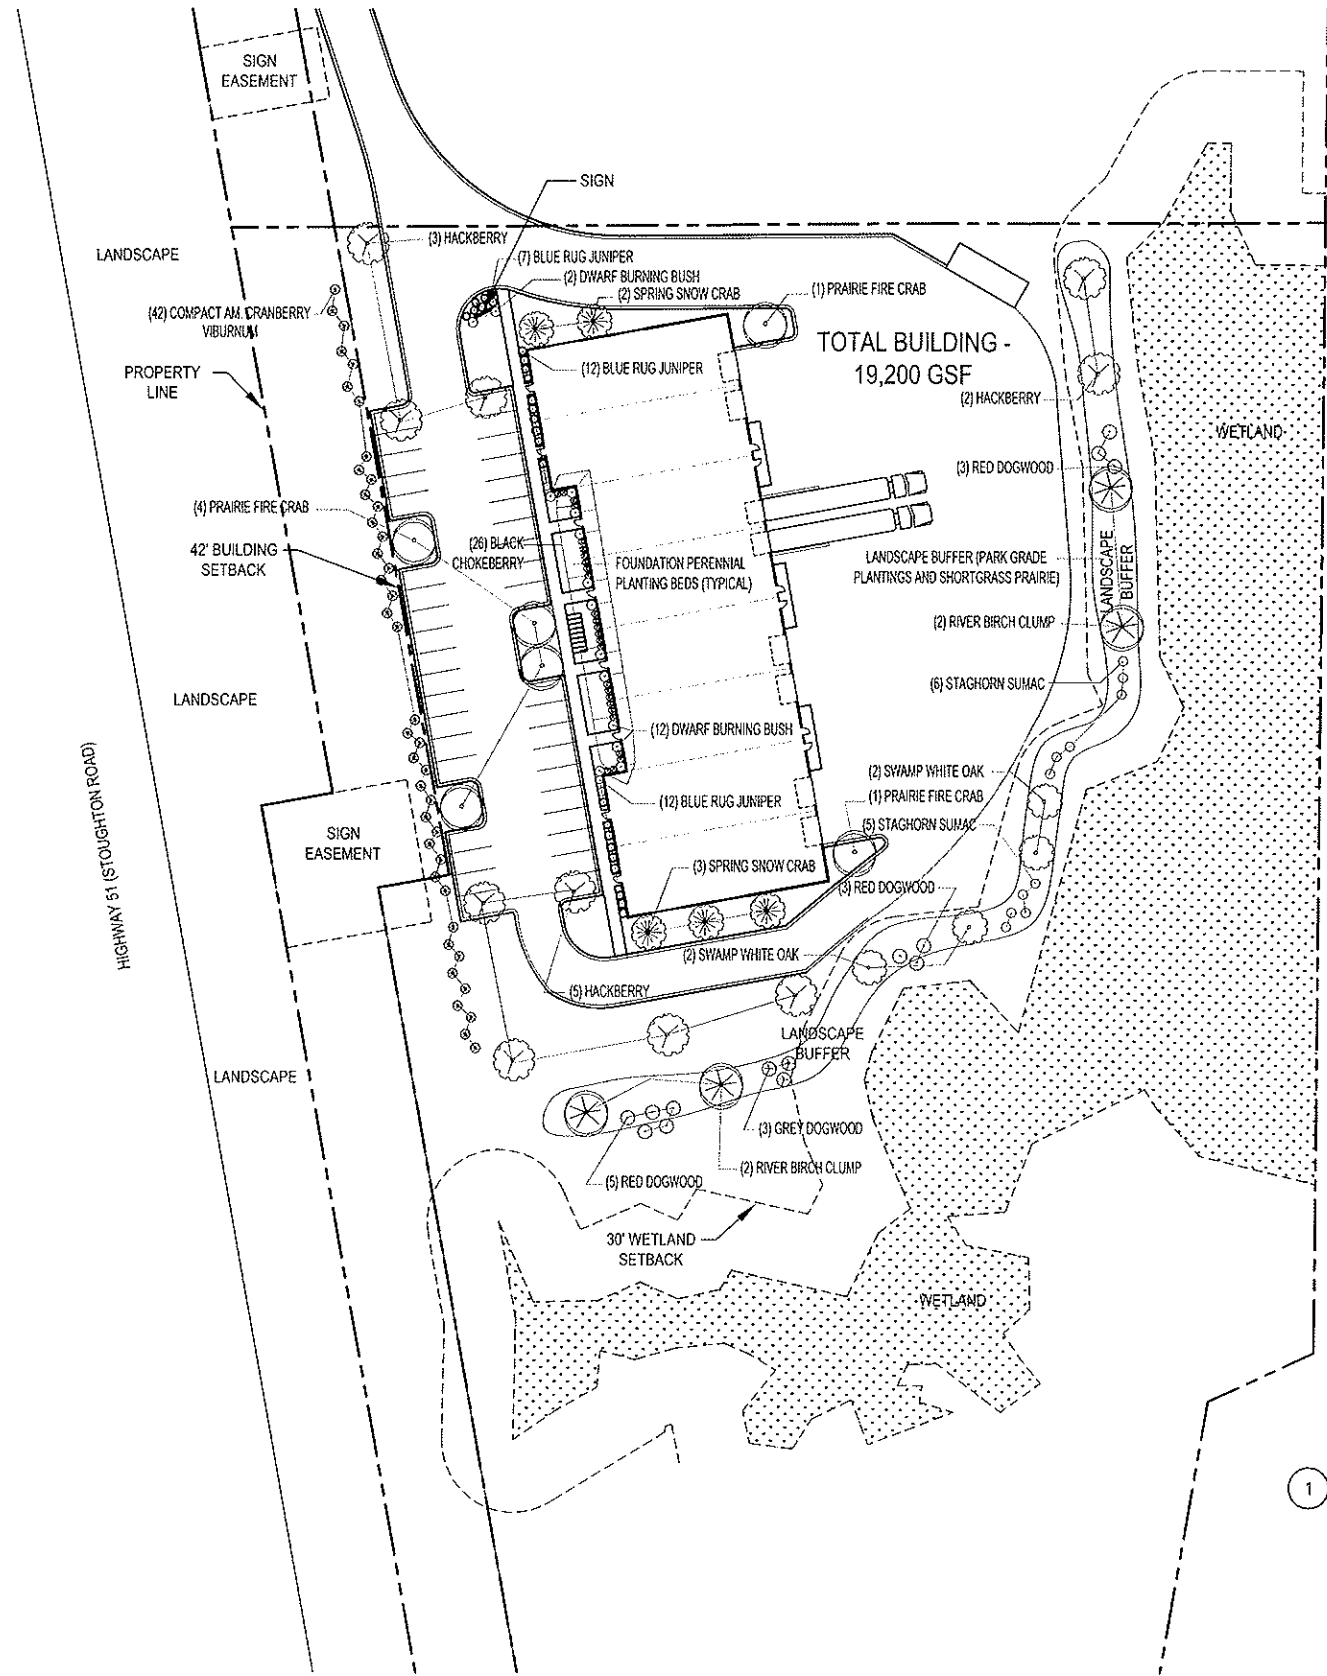 SIGN
EASEMENT
SIGN
(3) HACKBERRY
LANDSCAPE
(7) BLUE RUG JUNIPER
(2) DWARF BURNING BUSH
(2) SPRING SNOW CRAB
(1) PRAIRIE FIRE CRAB
(42) COMPACT AM. CRANBERRY
VIBURNUM
TOTAL BUILDING -
19,200 GSF
PROPERTY
LINE
(12) BLUE RUG JUNIPER
(2) HACKBERRY
WETLAND
(3) RED DOGWOOD
(4) PRAIRIE FIRE CRAB
42' BUILDING
SETBACK
(26) BLACK
CHOKEBERRY
FOUNDATION PERENNIAL
PLANTING BEDS (TYPICAL)
LANDSCAPE BUFFER (PARK GRADE
PLANTINGS AND SHORTGRASS PRAIRIE)
LANDSCAPE
BUFFER
(2) RIVER BIRCH CLUMP
(6) STAGHORN SUMAC
LANDSCAPE
(12) DWARF BURNING BUSH
HIGHWAY 51 (STOUGHTON ROAD)
(2) SWAMP WHITE OAK
(1) PRAIRIE FIRE CRAB
(12) BLUE RUG JUNIPER
(5) STAGHORN SUMAC
SIGN
EASEMENT
(3) SPRING SNOW CRAB
(3) RED DOGWOOD
(2) SWAMP WHITE OAK
(5) HACKBERRY
LANDSCAPE
BUFFER
LANDSCAPE
(3) GREY DOGWOOD
(2) RIVER BIRCH CLUMP
(5) RED DOGWOOD
30' WETLAND
SETBACK
WETLAND
1